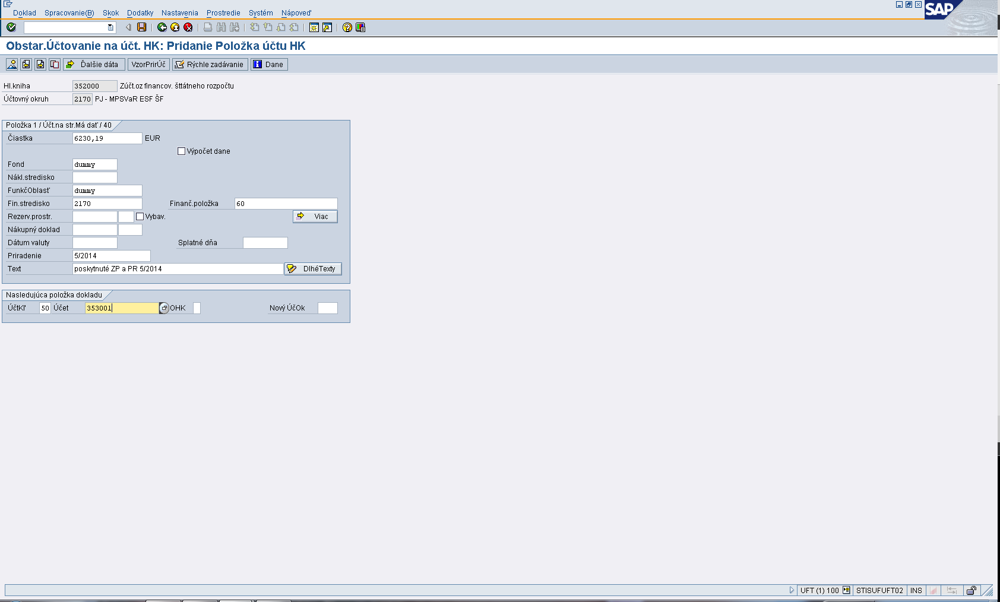 Doklad Spracovanie(B) Skok Dodatky Nastavenia Prostredie Systém Nápoveď
SAP
Obstar.Účtovanie na účt. HK: Pridanie Položka účtu HK
Ďalšie dáta VzorPrirÚč Rýchle zadávanie Dane
Hl.kniha 352000 Zúčt.oz financov. šttátneho rozpočtu
Účtovný okruh 2170 PJ - MPSVaR ESF ŠF
Položka 1 / Účt.na str.Má dať / 40
Čiastka 6230,19 EUR
Výpočet dane
Fond dummy
Nákl.stredisko
FunkčOblasť dummy
Fin.stredisko 2170 Finanč.položka 60
Rezerv.prostr. Vybav. Viac
Nákupný doklad
Dátum valuty Splatné dňa
Priradenie 5/2014
Text poskytnuté ZP a PR 5/2014 DlhéTexty
Nasledujúca položka dokladu
ÚčtKľ 50 Účet 353001 OHK Nový ÚčOk
UFT (1) 100 STISUFUFT02 INS